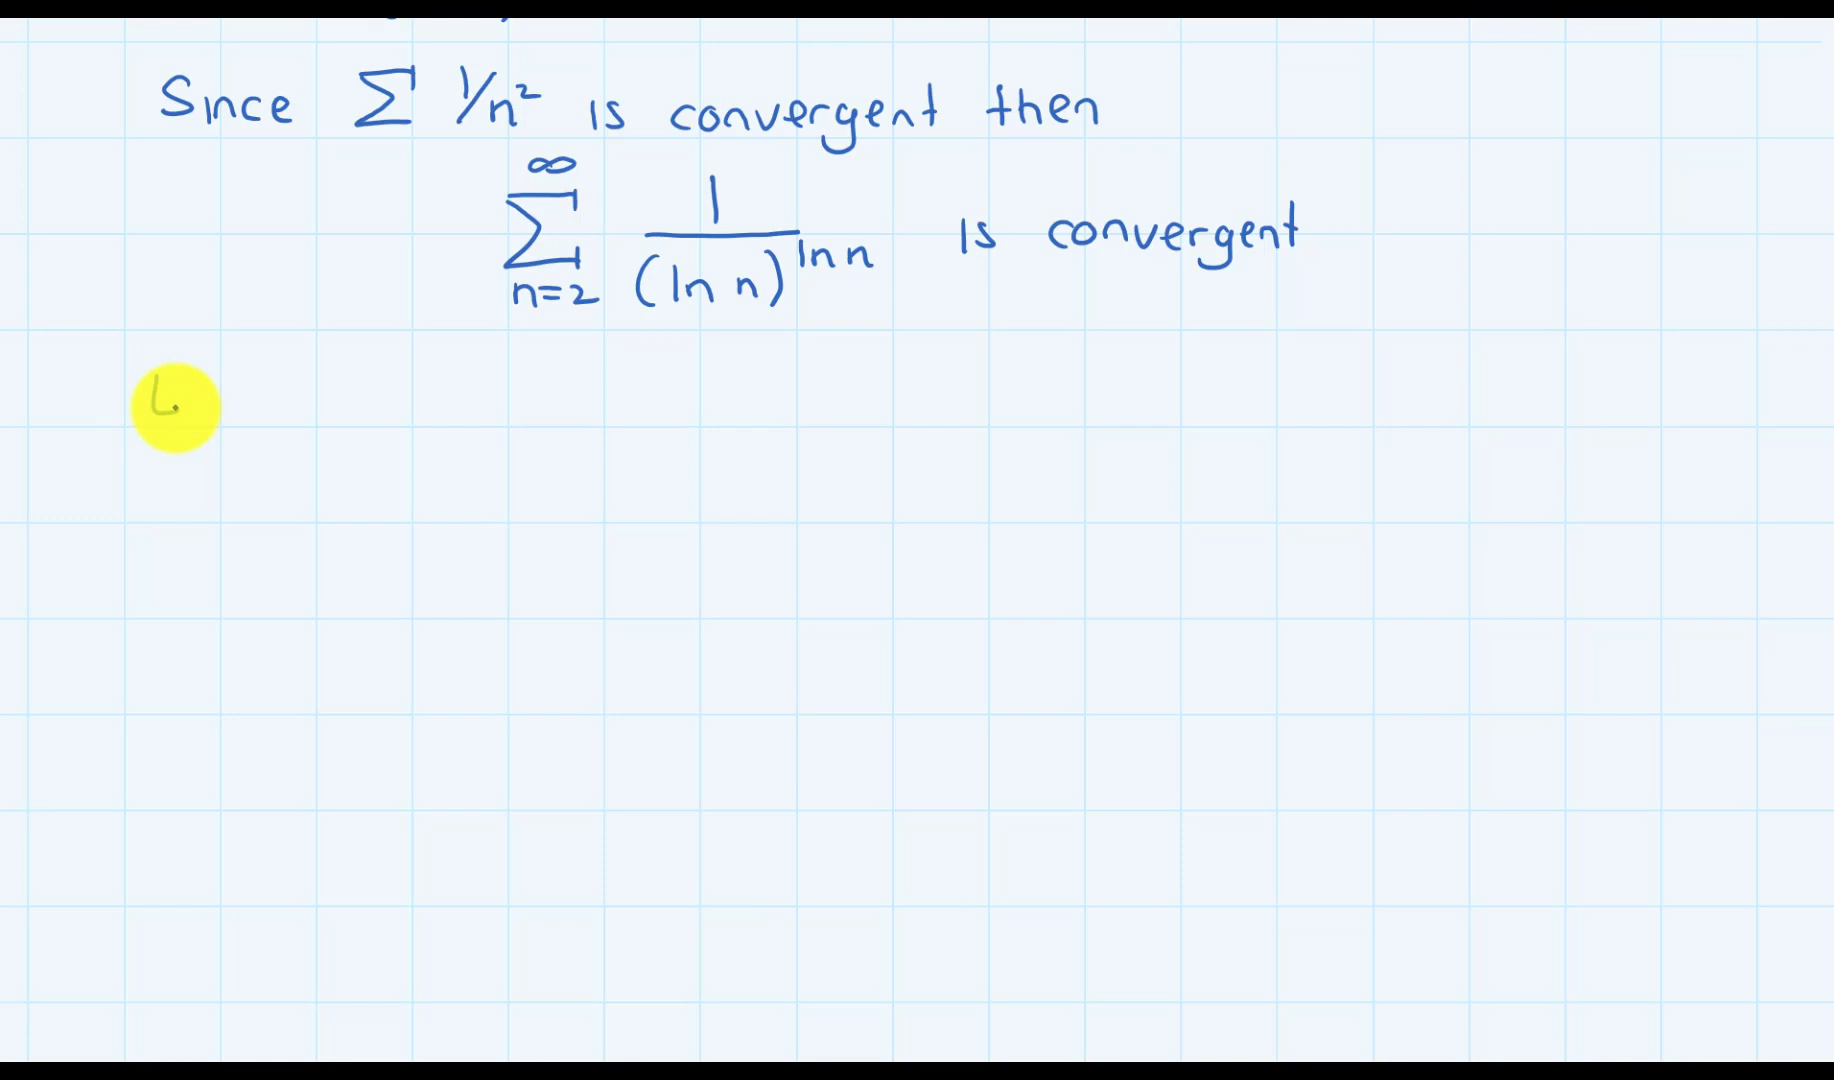 Since ∑ 1/n² is convergent then
∞
∑ 1/(ln n)^(ln n) is convergent
n=2